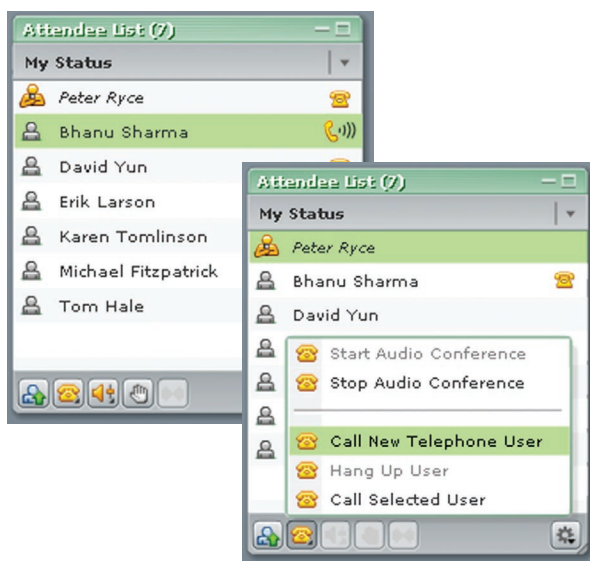 Attendee List (7)
My Status
Peter Ryce
Bhanu Sharma
David Yun
Erik Larson
Karen Tomlinson
Michael Fitzpatrick
Tom Hale
Attendee List (7)
My Status
Peter Ryce
Bhanu Sharma
David Yun
Start Audio Conference
Stop Audio Conference
Call New Telephone User
Hang Up User
Call Selected User